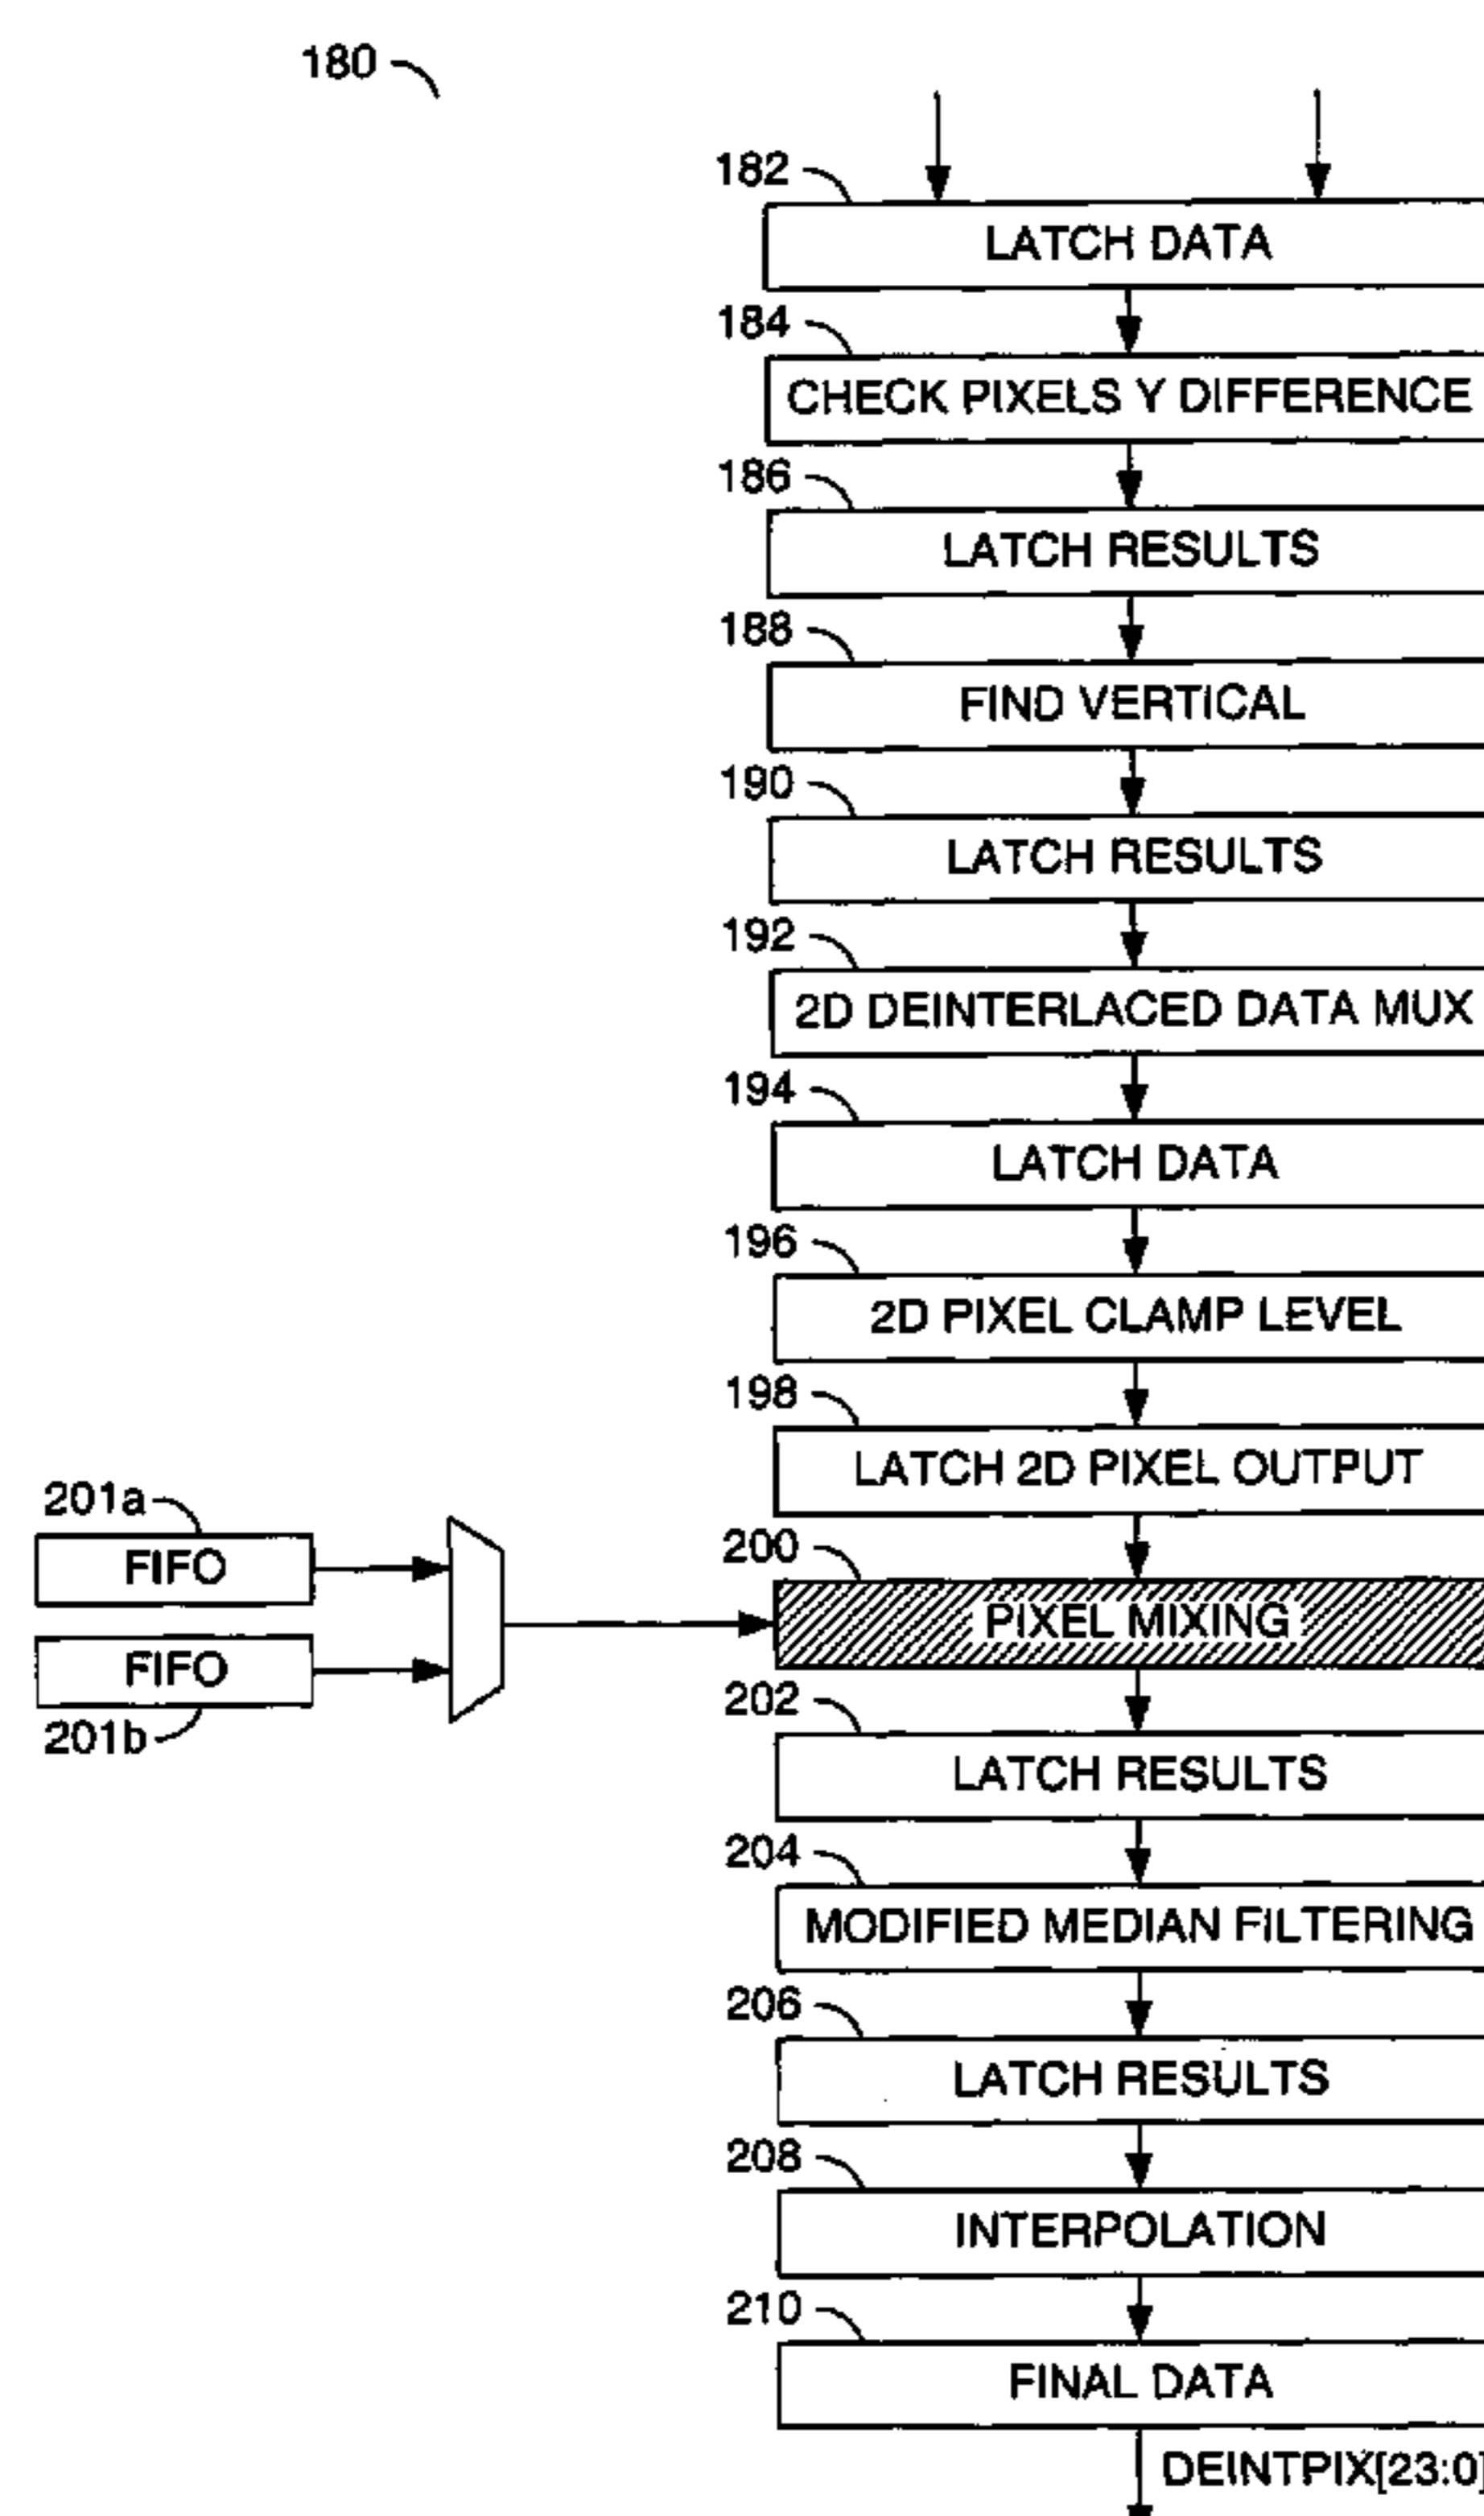 180
182
LATCH DATA
184
CHECK PIXELS Y DIFFERENCE
186
LATCH RESULTS
188
FIND VERTICAL
190
LATCH RESULTS
192
2D DEINTERLACED DATA MUX
194
LATCH DATA
196
2D PIXEL CLAMP LEVEL
198
LATCH 2D PIXEL OUTPUT
201a
FIFO
FIFO
201b
200
PIXEL MIXING
202
LATCH RESULTS
204
MODIFIED MEDIAN FILTERING
206
LATCH RESULTS
208
INTERPOLATION
210
FINAL DATA
DEINTPIX[23:0]